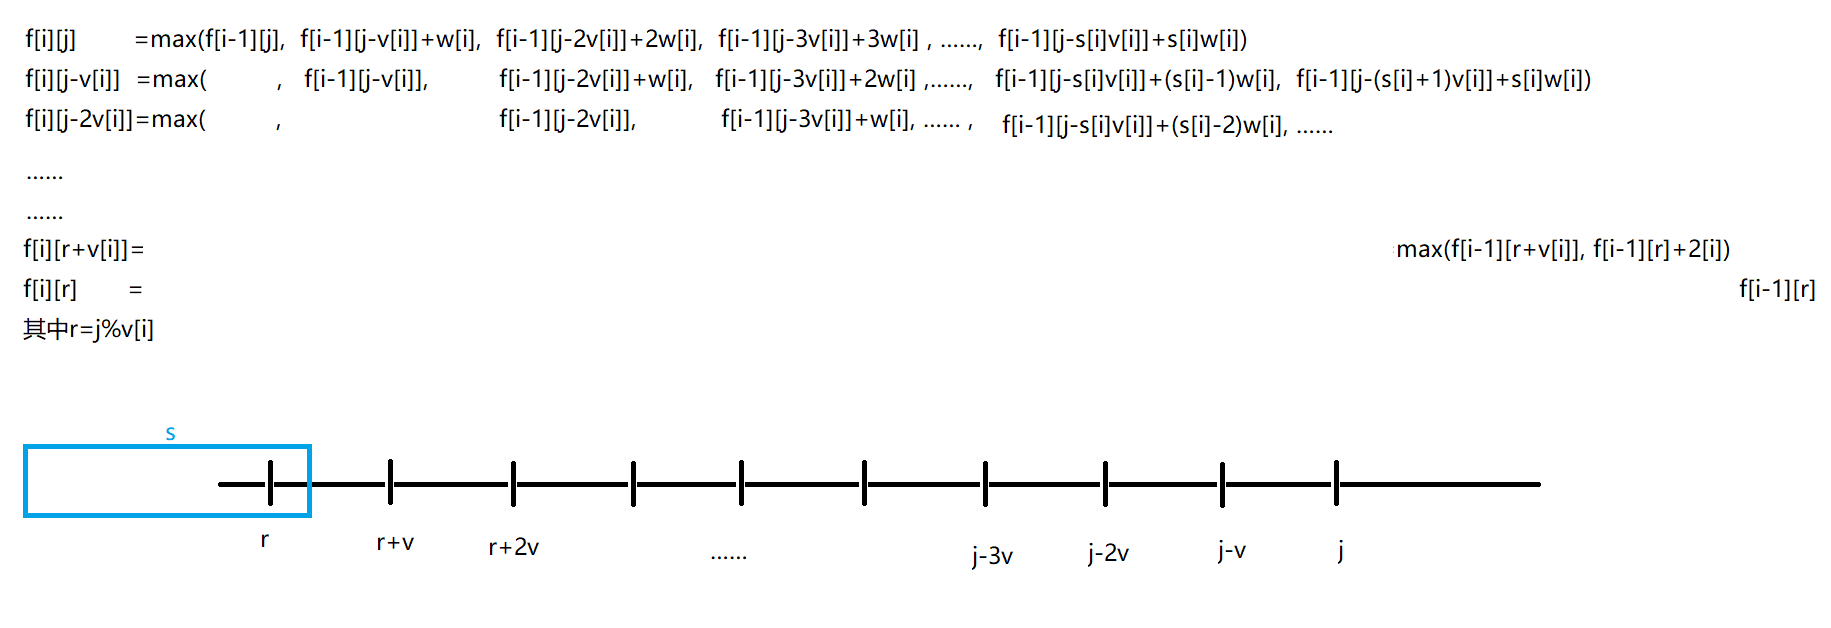 f[i][j] =max(f[i-1][j], f[i-1][j-v[i]]+w[i], f[i-1][j-2v[i]]+2w[i], f[i-1][j-3v[i]]+3w[i] , ......, f[i-1][j-s[i]v[i]]+s[i]w[i])
f[i][j-v[i]] =max( , f[i-1][j-v[i]], f[i-1][j-2v[i]]+w[i], f[i-1][j-3v[i]]+2w[i] ,......, f[i-1][j-s[i]v[i]]+(s[i]-1)w[i], f[i-1][j-(s[i]+1)v[i]]+s[i]w[i])
f[i][j-2v[i]]=max( , f[i-1][j-2v[i]], f[i-1][j-3v[i]]+w[i], ...... , f[i-1][j-s[i]v[i]]+(s[i]-2)w[i], ......
......
......
f[i][r+v[i]]= max(f[i-1][r+v[i]], f[i-1][r]+2[i])
f[i][r] = f[i-1][r]
其中r=j%v[i]
s
r r+v r+2v ...... j-3v j-2v j-v j